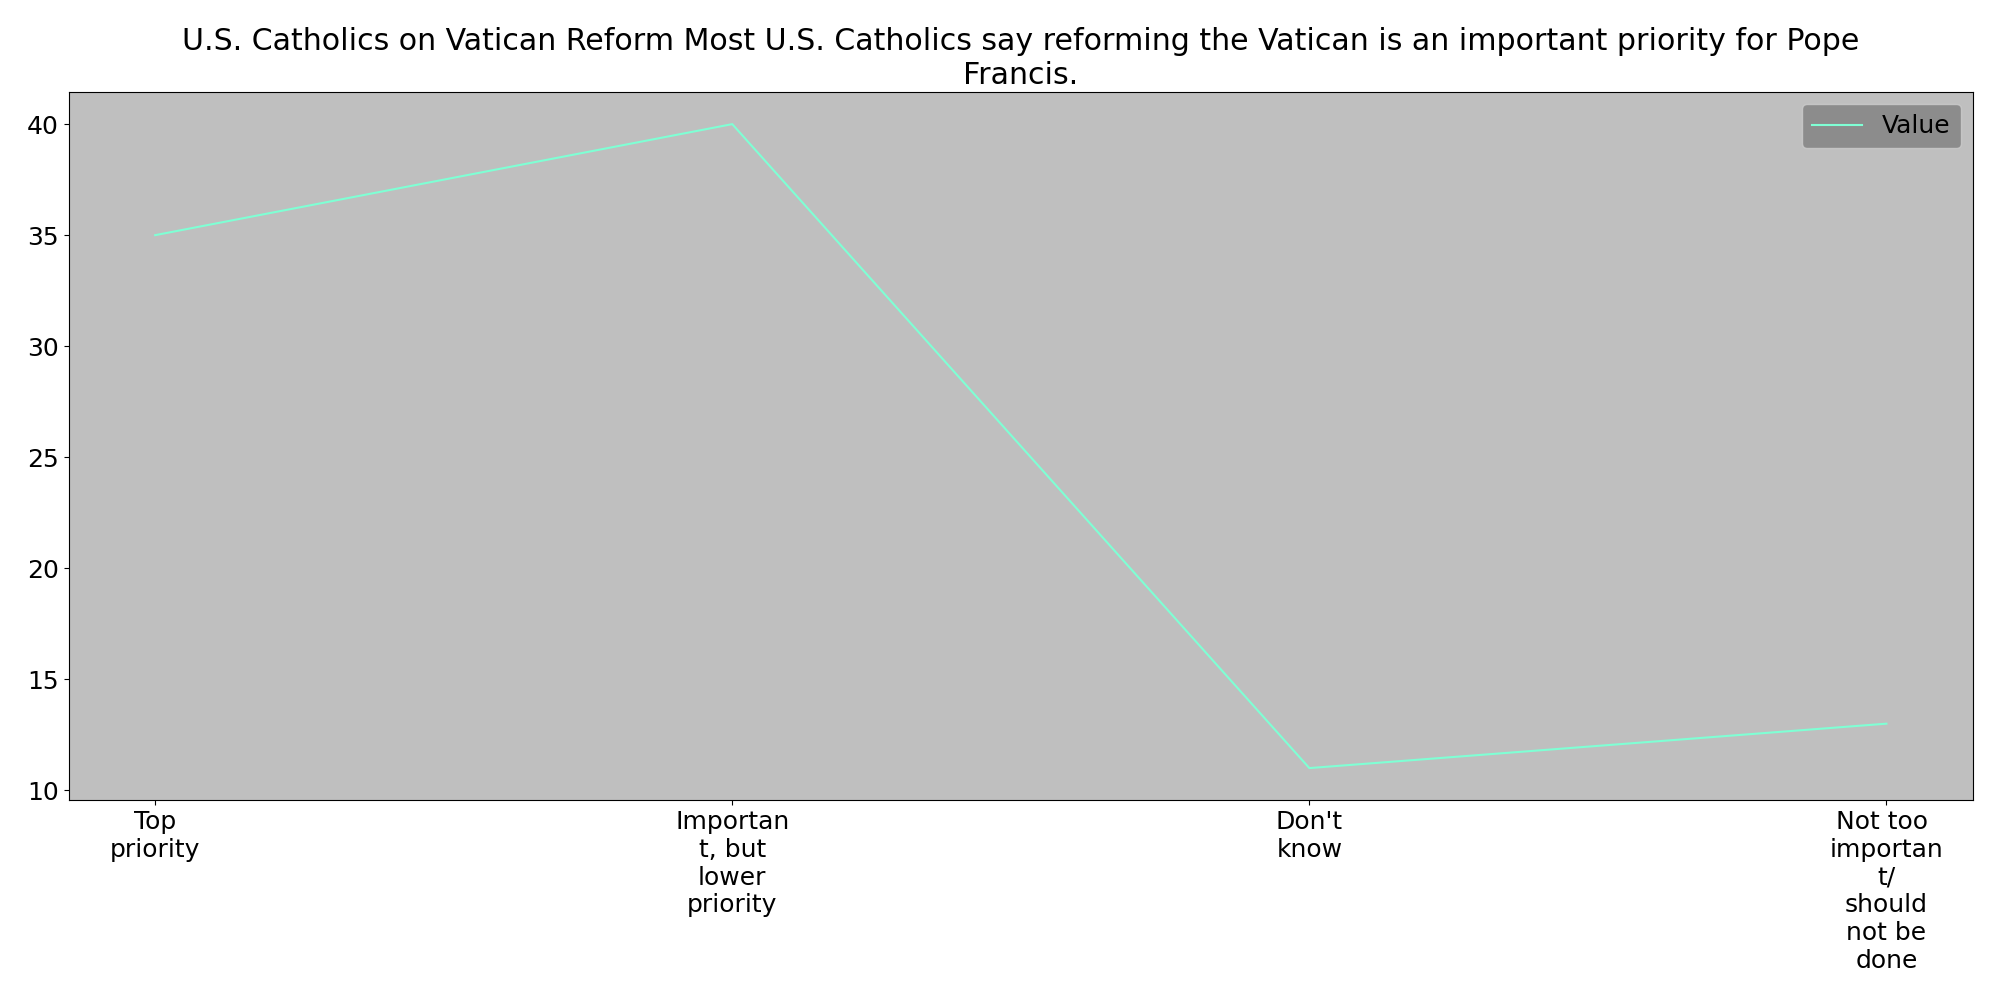 U.S. Catholics on Vatican Reform Most U.S. Catholics say reforming the Vatican is an important priority for Pope
Francis.
Value
40
35
30
25
20
15
10
Top
priority
Importan
t, but
lower
priority
Don't
know
Not too
importan
t/
should
not be
done